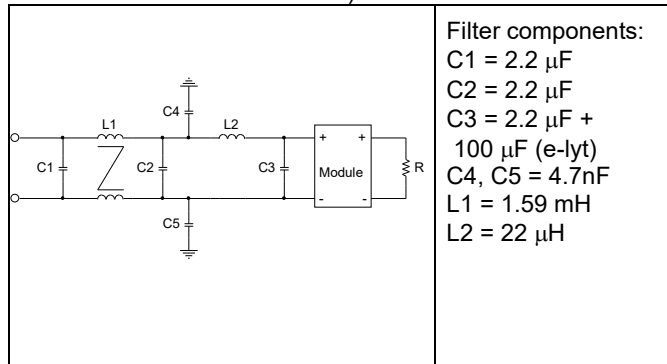 L1
C4
L2
C1
C2
C3
C5
+ +
Module
- -
R
Filter components:
C1 = 2.2 μF
C2 = 2.2 μF
C3 = 2.2 μF +
100 μF (e-lyt)
C4, C5 = 4.7nF
L1 = 1.59 mH
L2 = 22 μH